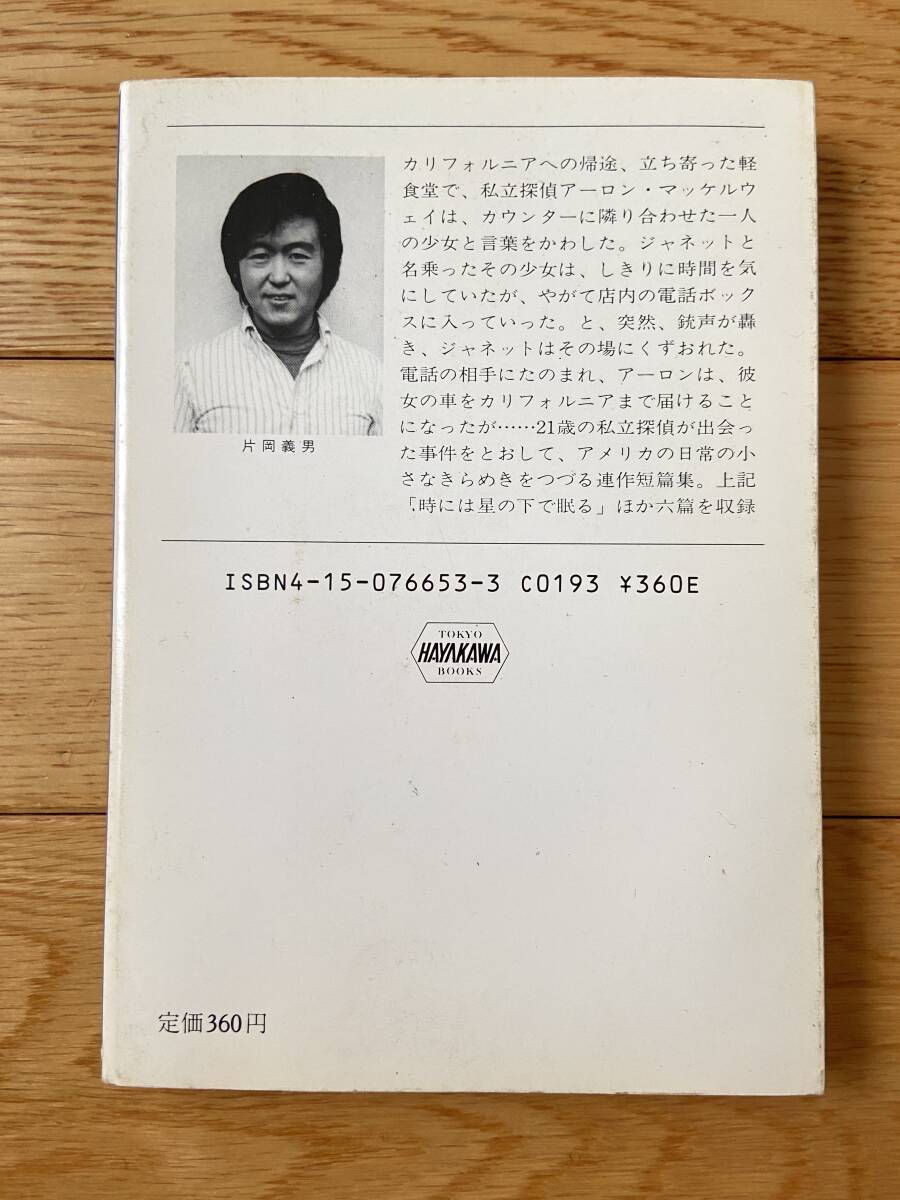 カリフォルニアへの帰途、立ち寄った軽
食堂で、私立探偵アーロン・マッケルウ
ェイは、カウンターに隣り合わせた一人
の少女と言葉をかわした。ジャネットと
名乗ったその少女は、しきりに時間を気
にしていたが、やがて店内の電話ボック
スに入っていった。と、突然、銃声が轟
き、ジャネットはその場にくずおれた。
電話の相手にたのまれ、アーロンは、彼
女の車をカリフォルニアまで届けること
になったが……21歳の私立探偵が出会っ
た事件をとおして、アメリカの日常の小
さなきらめきをつづる連作短篇集。上記
「時には星の下で眠る」ほか六篇を収録
片岡義男
ISBN4-15-076653-3 C0193 ¥360E
TOKYO
HAYAKAWA
BOOKS
定価360円